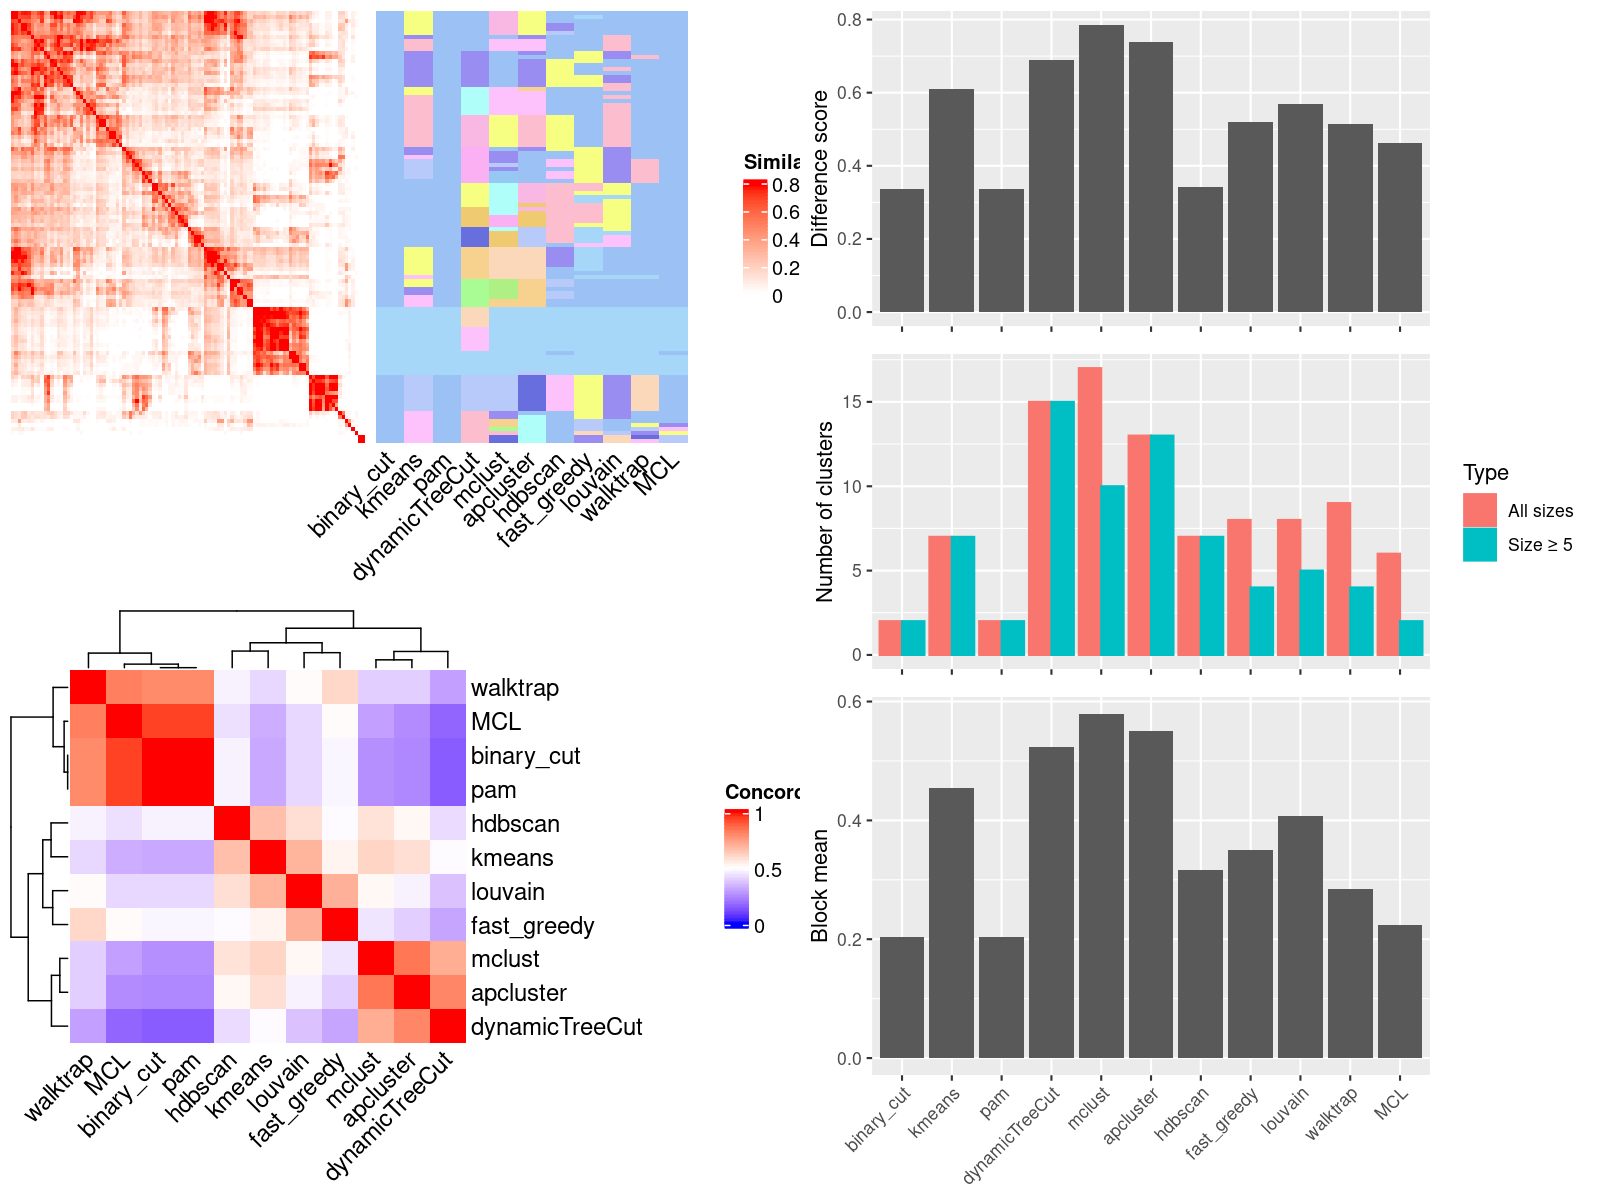 Simila
0.8
0.6
0.4
0.2
0
binary_cut
kmeans
pam
dynamicTreeCut
mclust
apcluster
hdbscan
fast_greedy
louvain
walktrap
MCL
Difference score
0.8
0.6
0.4
0.2
0.0
Number of clusters
15
10
5
0
Type
All sizes
Size ≥ 5
walktrap
MCL
binary_cut
pam
hdbscan
kmeans
louvain
fast_greedy
mclust
apcluster
dynamicTreeCut
walktrap
MCL
binary_cut
pam
hdbscan
kmeans
louvain
fast_greedy
mclust
apcluster
dynamicTreeCut
Concord
1
0.5
0
Block mean
0.6
0.4
0.2
0.0
binary_cut
kmeans
pam
dynamicTreeCut
mclust
apcluster
hdbscan
fast_greedy
louvain
walktrap
MCL